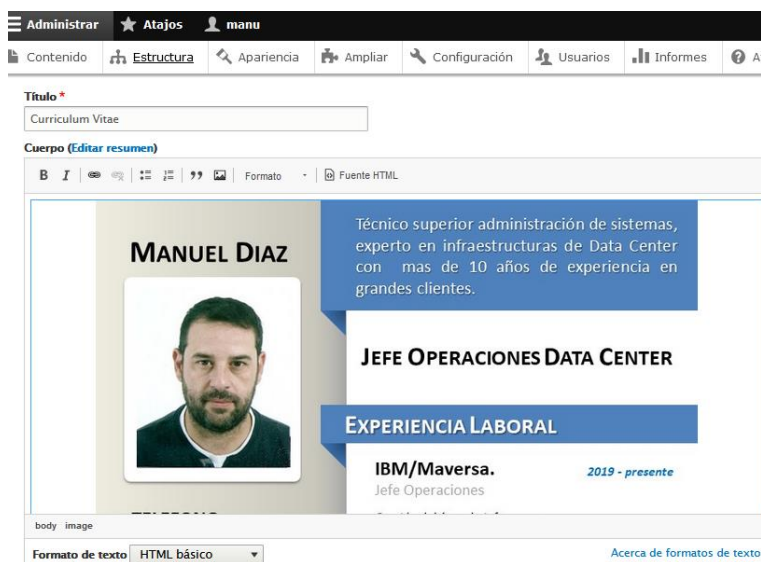 Administrar Atajos manu
Contenido Estructura Apariencia Ampliar Configuración Usuarios Informes
Título *
Curriculum Vitae
Cuerpo (Editar resumen)
B I Formato Fuente HTML
MANUEL DIAZ
Técnico superior administración de sistemas,
experto en infraestructuras de Data Center
con mas de 10 años de experiencia en
grandes clientes.
JEFE OPERACIONES DATA CENTER
EXPERIENCIA LABORAL
IBM/Maversa. 2019 - presente
Jefe Operaciones
body image
Formato de texto HTML básico Acerca de formatos de texto